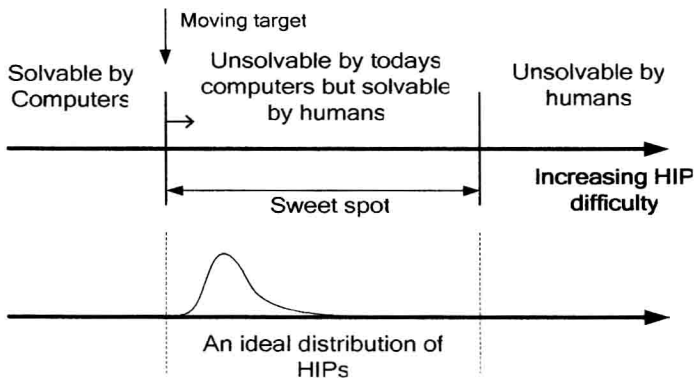 Moving target
Solvable by
Computers
Unsolvable by todays
computers but solvable
by humans
Unsolvable by
humans
Increasing HIP
difficulty
Sweet spot
An ideal distribution of
HIPs